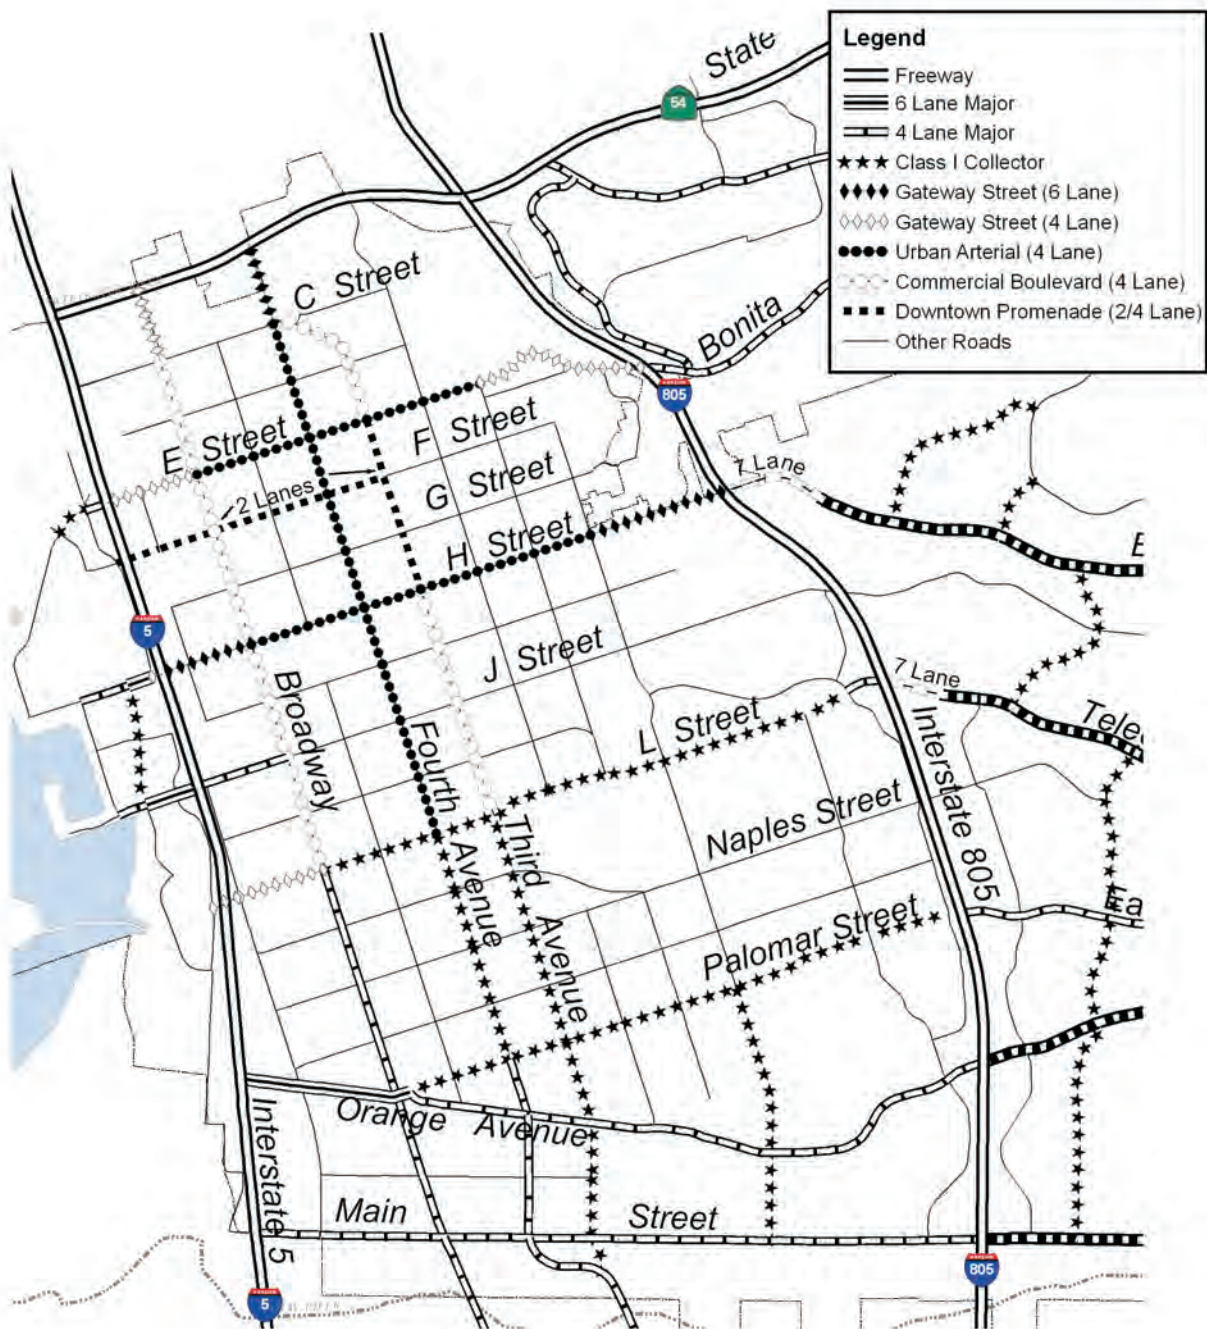 Legend
Freeway
6 Lane Major
4 Lane Major
Class I Collector
Gateway Street (6 Lane)
Gateway Street (4 Lane)
Urban Arterial (4 Lane)
Commercial Boulevard (4 Lane)
Downtown Promenade (2/4 Lane)
Other Roads
State
54
C Street
Bonita
805
E Street
F Street
2 Lanes
G Street
7 Lane
H Street
E
5
J Street
7 Lane
Broadway
L Street
Tele
Fourth Avenue
Interstate 805
Third Avenue
Naples Street
Palomar Street
Orange Avenue
Interstate 5
Main Street
805
5